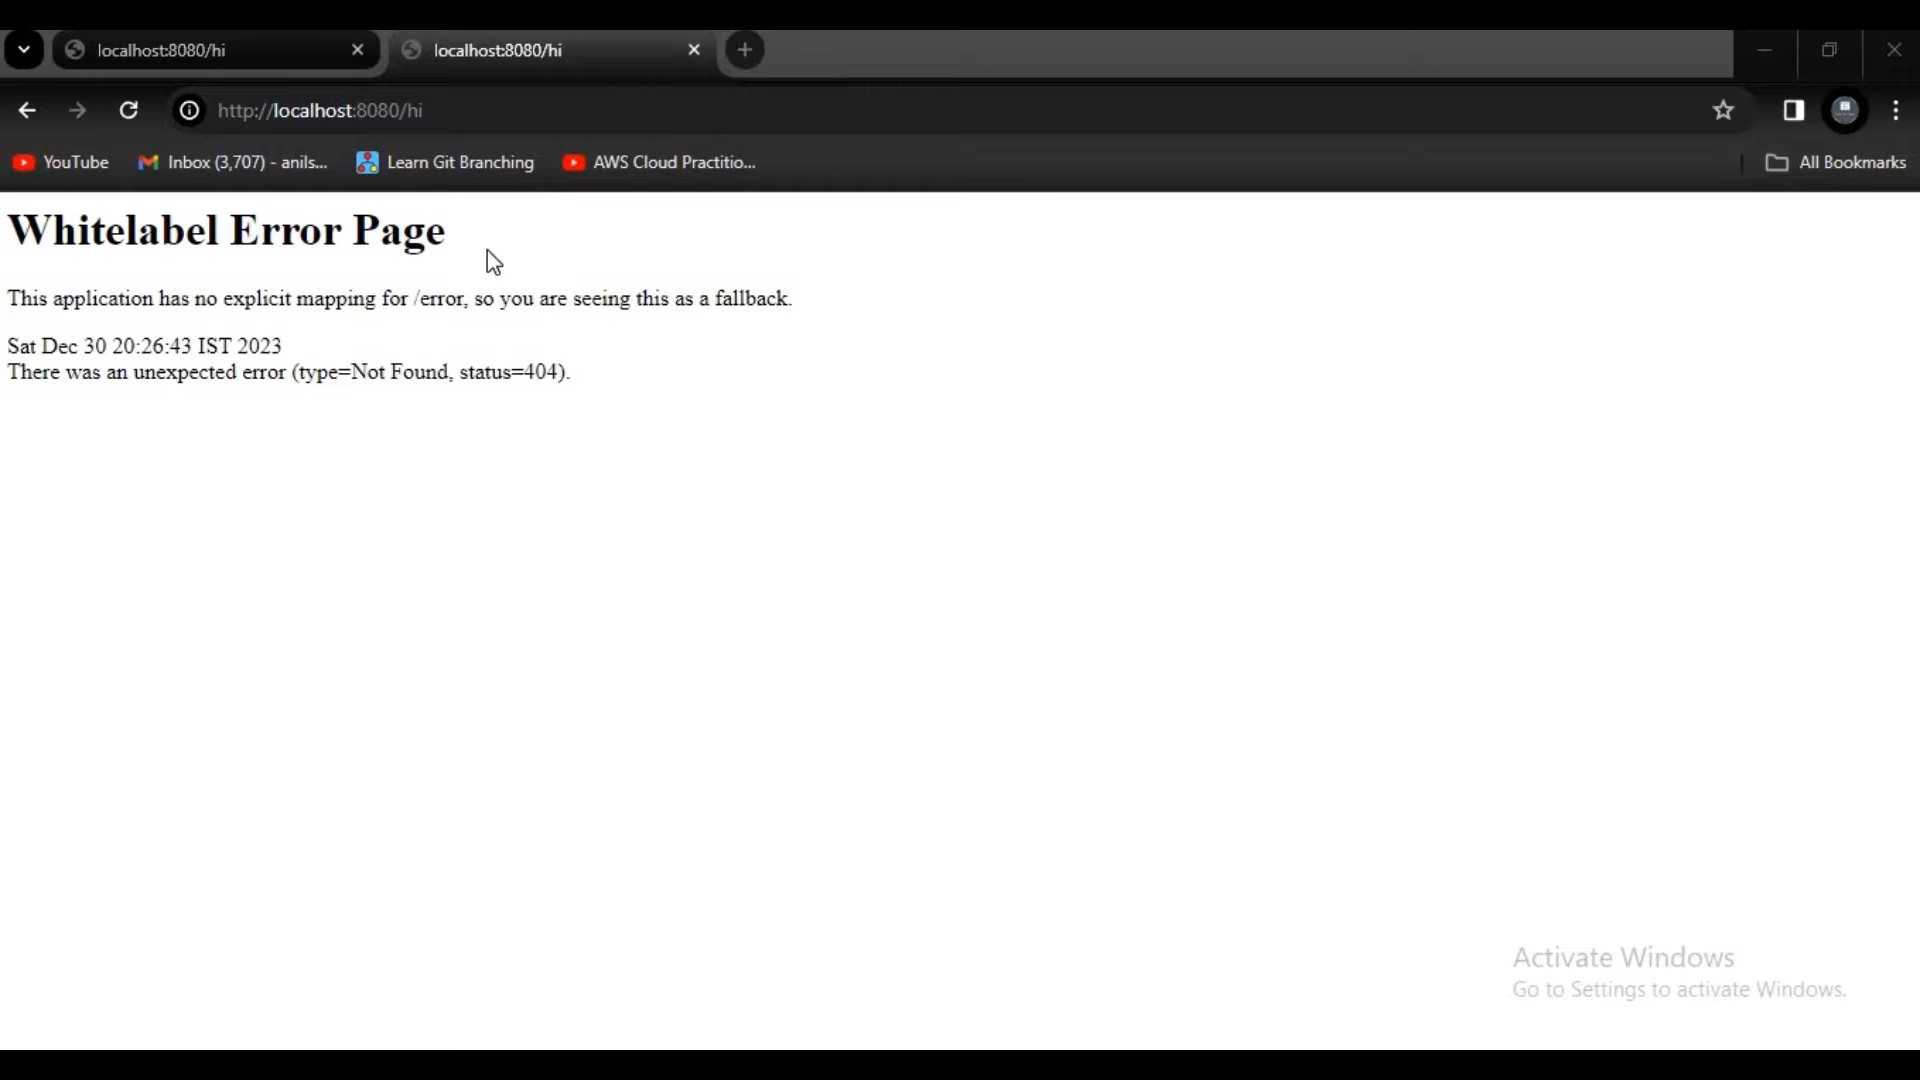 localhost:8080/hi
localhost:8080/hi
http://localhost:8080/hi
YouTube
Inbox (3,707) - anils...
Learn Git Branching
AWS Cloud Practitio...
All Bookmarks
Whitelabel Error Page
This application has no explicit mapping for /error, so you are seeing this as a fallback.
Sat Dec 30 20:26:43 IST 2023
There was an unexpected error (type=Not Found, status=404).
Activate Windows
Go to Settings to activate Windows.